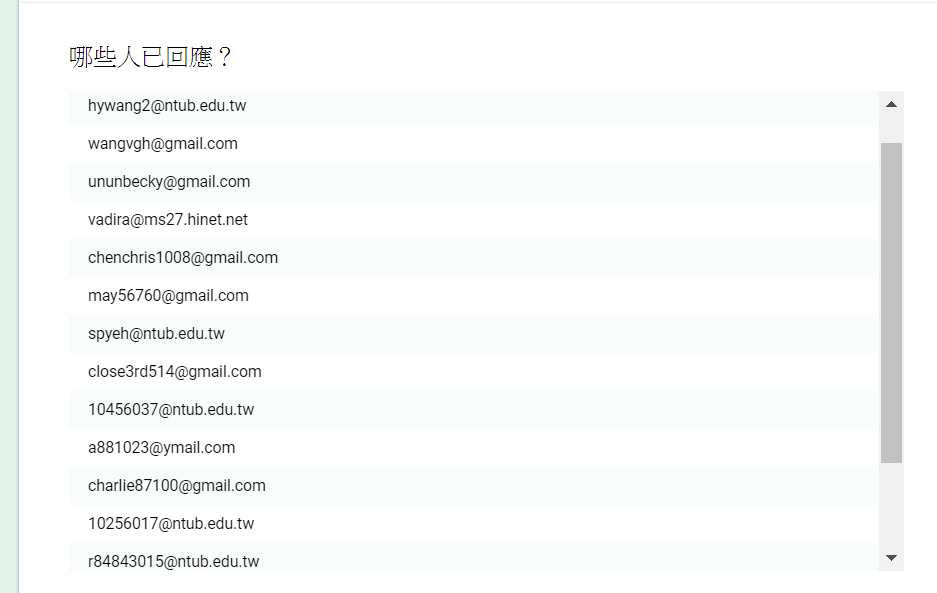 哪些人已回應？
hywang2@ntub.edu.tw
wangvgh@gmail.com
ununbecky@gmail.com
vadira@ms27.hinet.net
chenchris1008@gmail.com
may56760@gmail.com
spyeh@ntub.edu.tw
close3rd514@gmail.com
10456037@ntub.edu.tw
a881023@ymail.com
charlie87100@gmail.com
10256017@ntub.edu.tw
r84843015@ntub.edu.tw